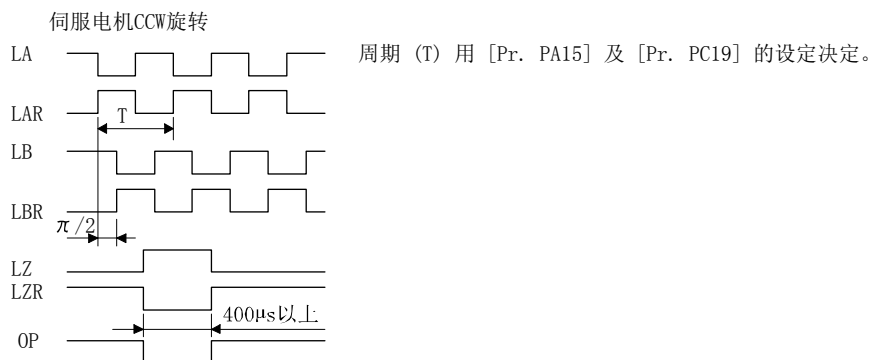 伺服电机CCW旋转
LA
周期 (T) 用 [Pr. PA15] 及 [Pr. PC19] 的设定决定。
LAR
T
LB
LBR
π/2
LZ
LZR
400μs以上
OP